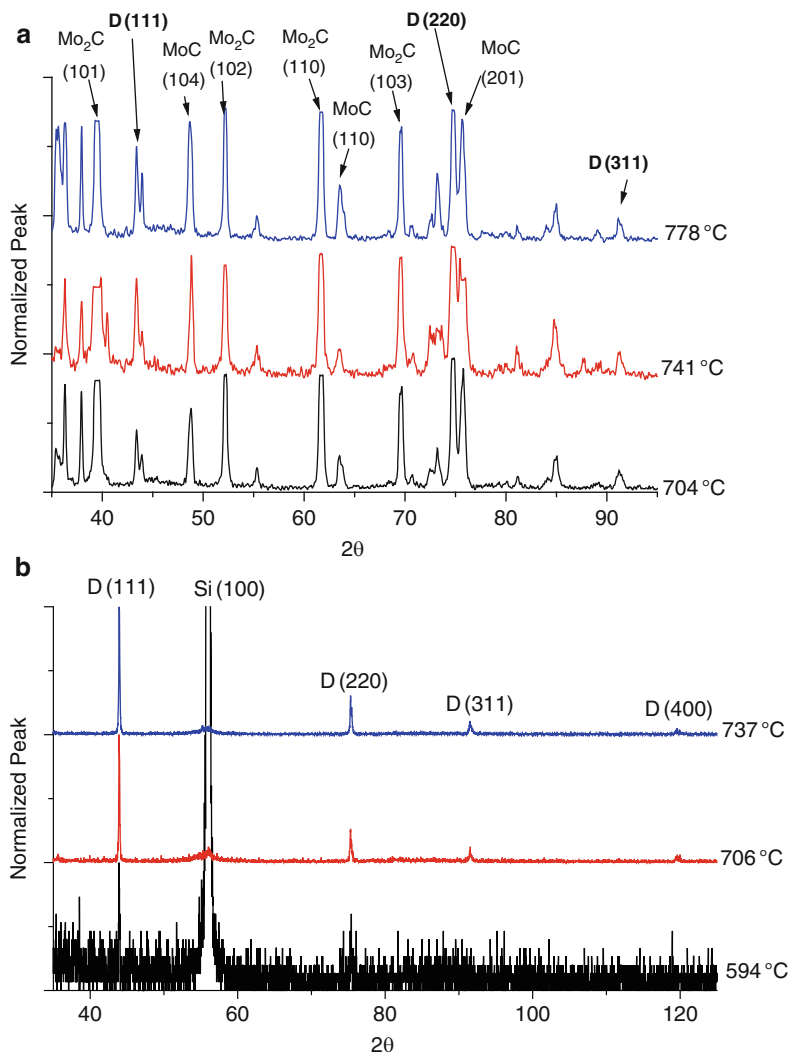 a
D (111)
D (220)
Mo₂C
(101)
MoC
(104)
Mo₂C
(102)
Mo₂C
(110)
MoC
(110)
Mo₂C
(103)
MoC
(201)
D (311)
778 °C
741 °C
704 °C
Normalized Peak
40 50 60 70 80 90
2θ
b
D (111)
Si (100)
D (220)
D (311)
D (400)
737 °C
706 °C
594 °C
Normalized Peak
40 60 80 100 120
2θ